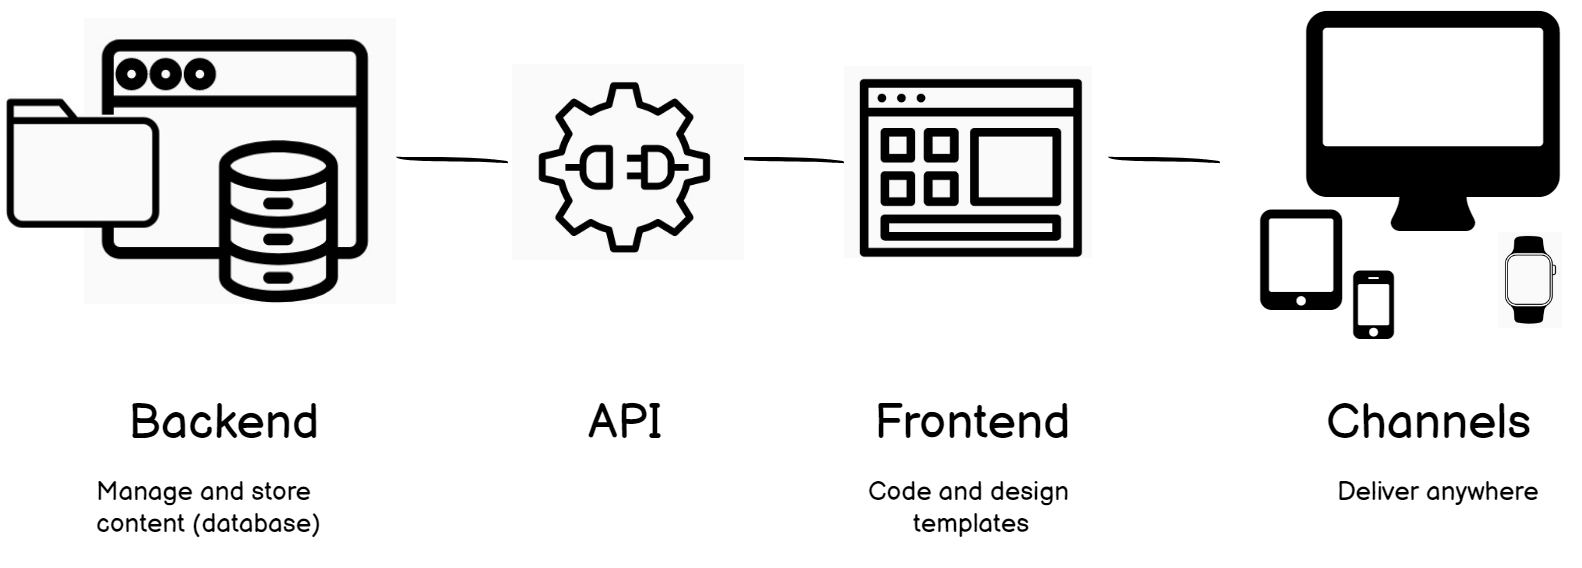 Backend
Manage and store
content (database)
API
Frontend
Code and design
templates
Channels
Deliver anywhere